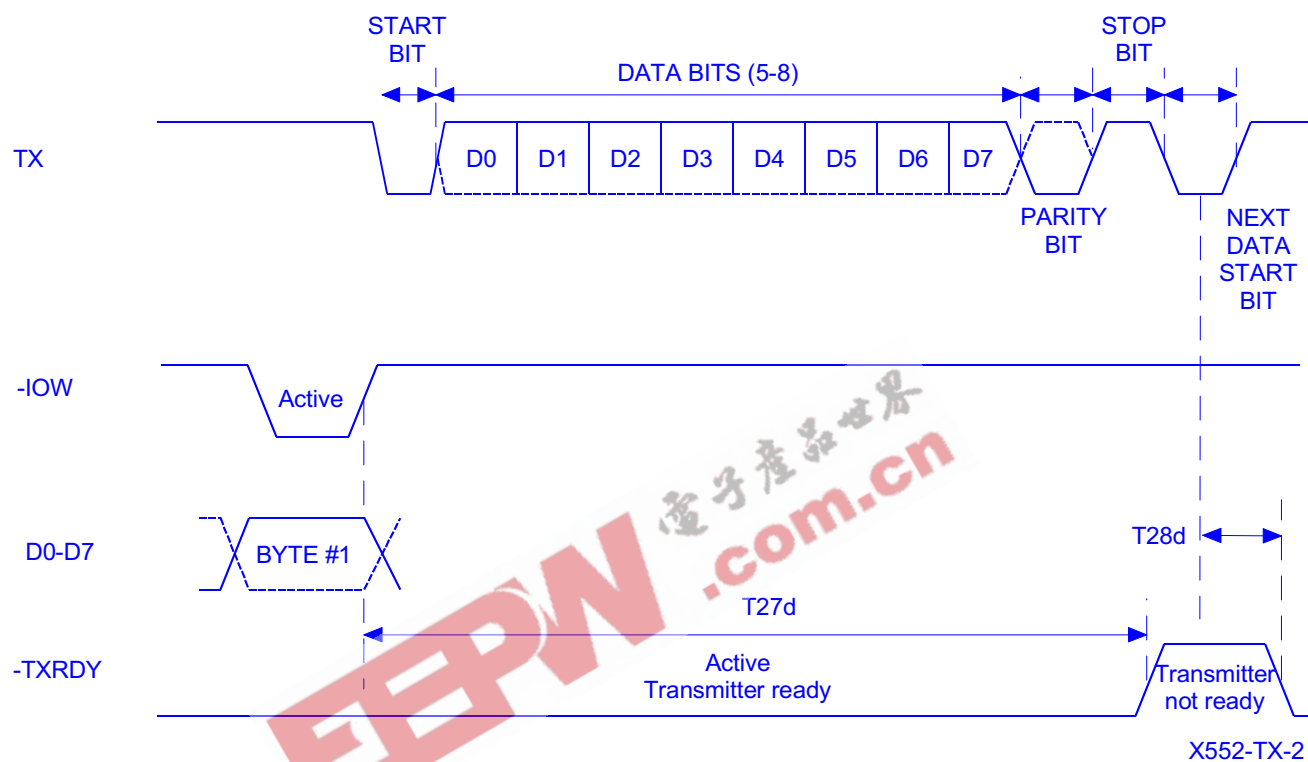 START
BIT
DATA BITS (5-8)
STOP
BIT
TX
D0
D1
D2
D3
D4
D5
D6
D7
PARITY
BIT
NEXT
DATA
START
BIT
-IOW
Active
D0-D7
BYTE #1
T28d
T27d
-TXRDY
Active
Transmitter ready
Transmitter
not ready
X552-TX-2
EEPW
.com.cn
電子產品世界